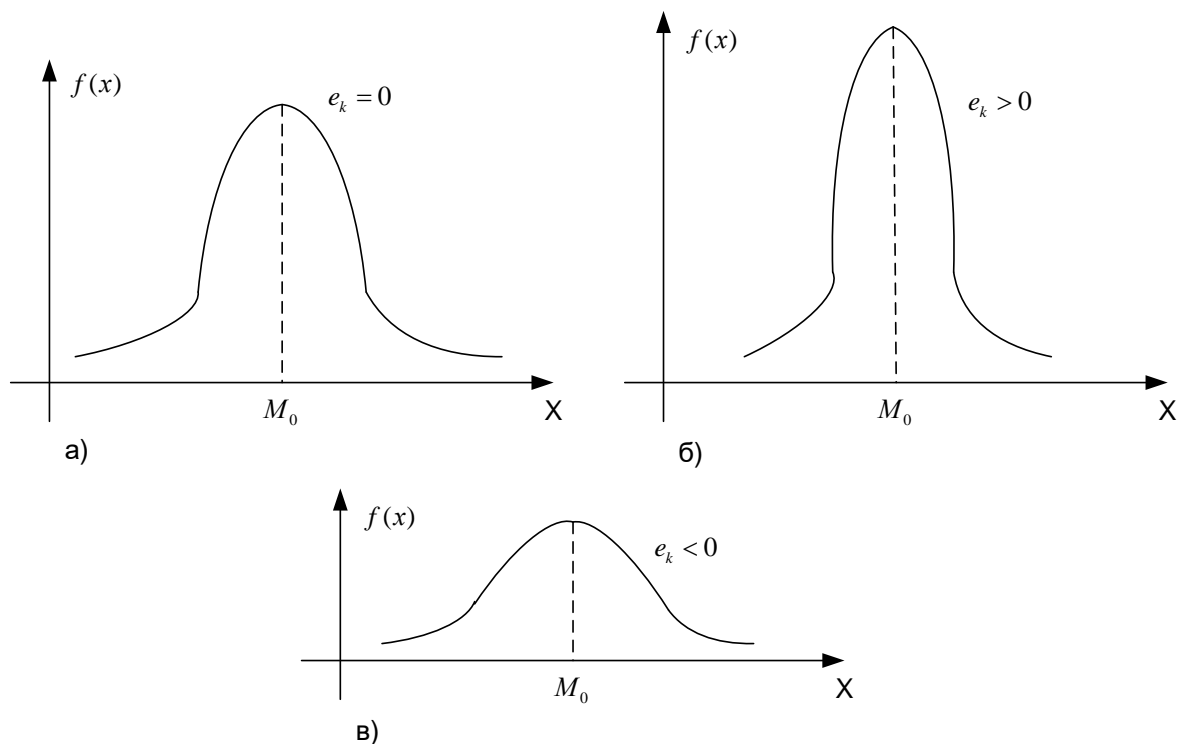 f(x)
e_k = 0
M_0
X
а)
f(x)
e_k > 0
M_0
X
б)
f(x)
e_k < 0
M_0
X
в)